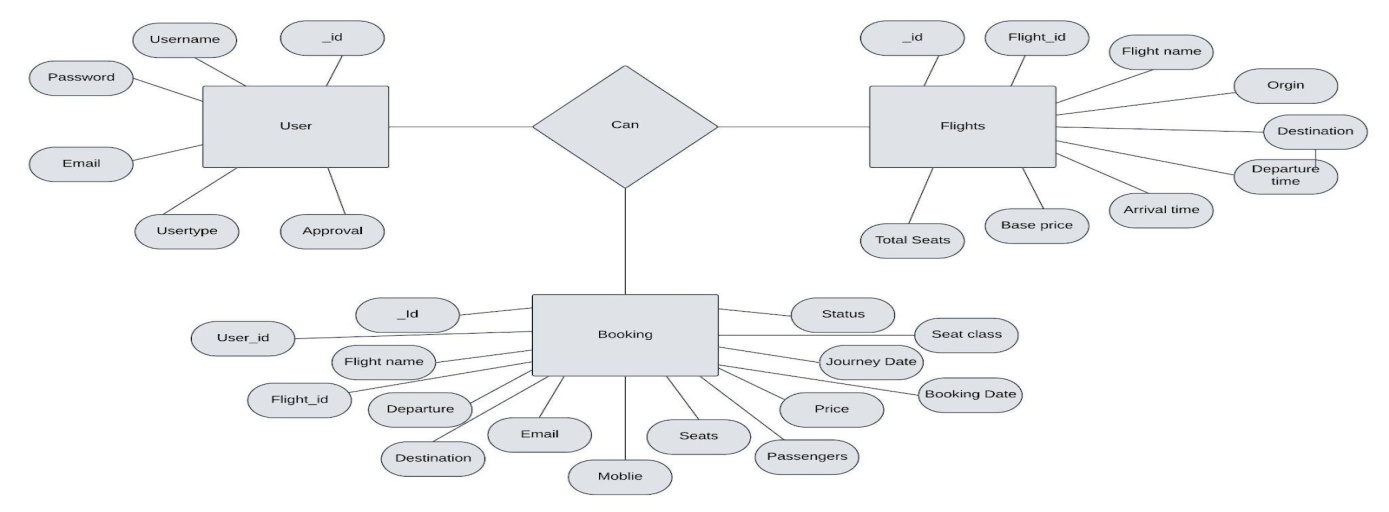 Username
_id
Password
User
Email
Usertype
Approval
Can
_id
Flight_id
Flight name
Orgin
Flights
Destination
Departure
time
Arrival time
Base price
Total Seats
_Id
User_id
Flight name
Flight_id
Departure
Destination
Email
Moblie
Booking
Status
Seat class
Journey Date
Booking Date
Price
Seats
Passengers